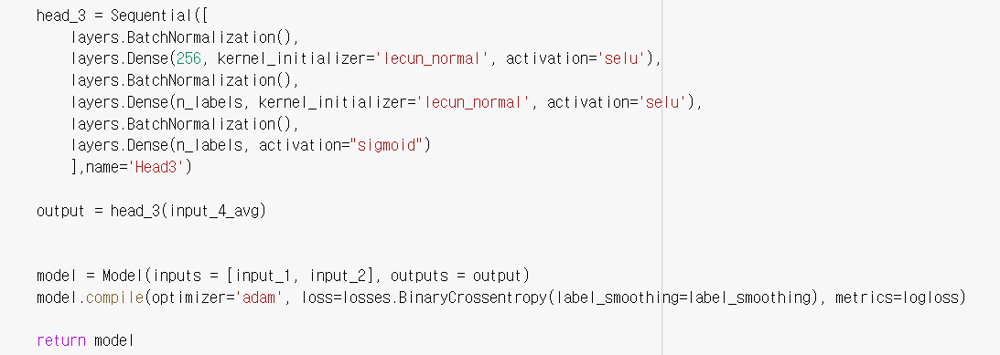 head_3 = Sequential([
    layers.BatchNormalization(),
    layers.Dense(256, kernel_initializer='lecun_normal', activation='selu'),
    layers.BatchNormalization(),
    layers.Dense(n_labels, kernel_initializer='lecun_normal', activation='selu'),
    layers.BatchNormalization(),
    layers.Dense(n_labels, activation="sigmoid")
    ],name='Head3')
output = head_3(input_4_avg)
model = Model(inputs = [input_1, input_2], outputs = output)
model.compile(optimizer='adam', loss=losses.BinaryCrossentropy(label_smoothing=label_smoothing), metrics=logloss)
return model